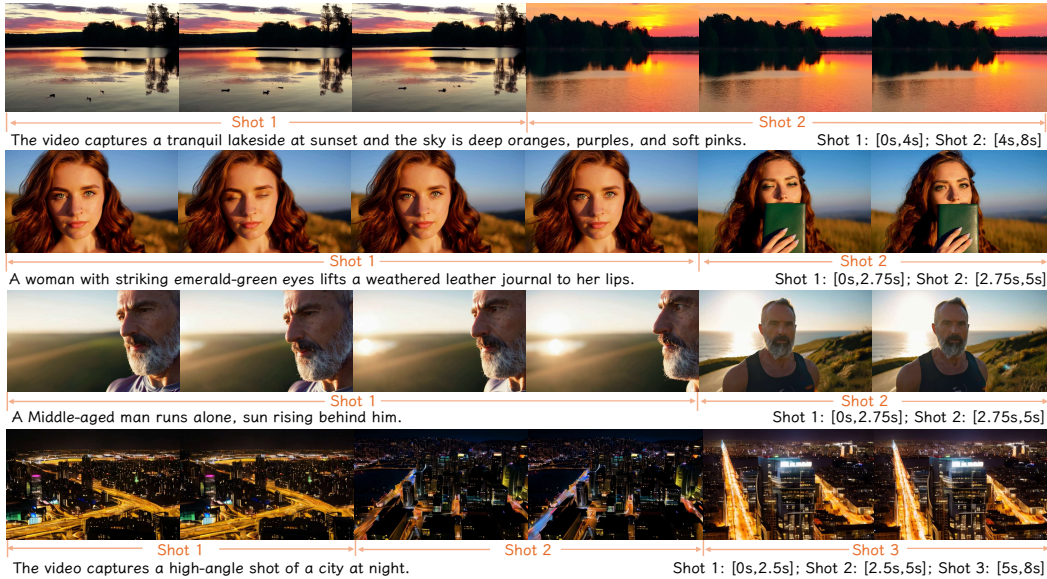 Shot 1 Shot 2
The video captures a tranquil lakeside at sunset and the sky is deep oranges, purples, and soft pinks. Shot 1: [0s,4s]; Shot 2: [4s,8s]
Shot 1 Shot 2
A woman with striking emerald-green eyes lifts a weathered leather journal to her lips. Shot 1: [0s,2.75s]; Shot 2: [2.75s,5s]
Shot 1 Shot 2
A Middle-aged man runs alone, sun rising behind him. Shot 1: [0s,2.75s]; Shot 2: [2.75s,5s]
Shot 1 Shot 2 Shot 3
The video captures a high-angle shot of a city at night. Shot 1: [0s,2.5s]; Shot 2: [2.5s,5s]; Shot 3: [5s,8s]